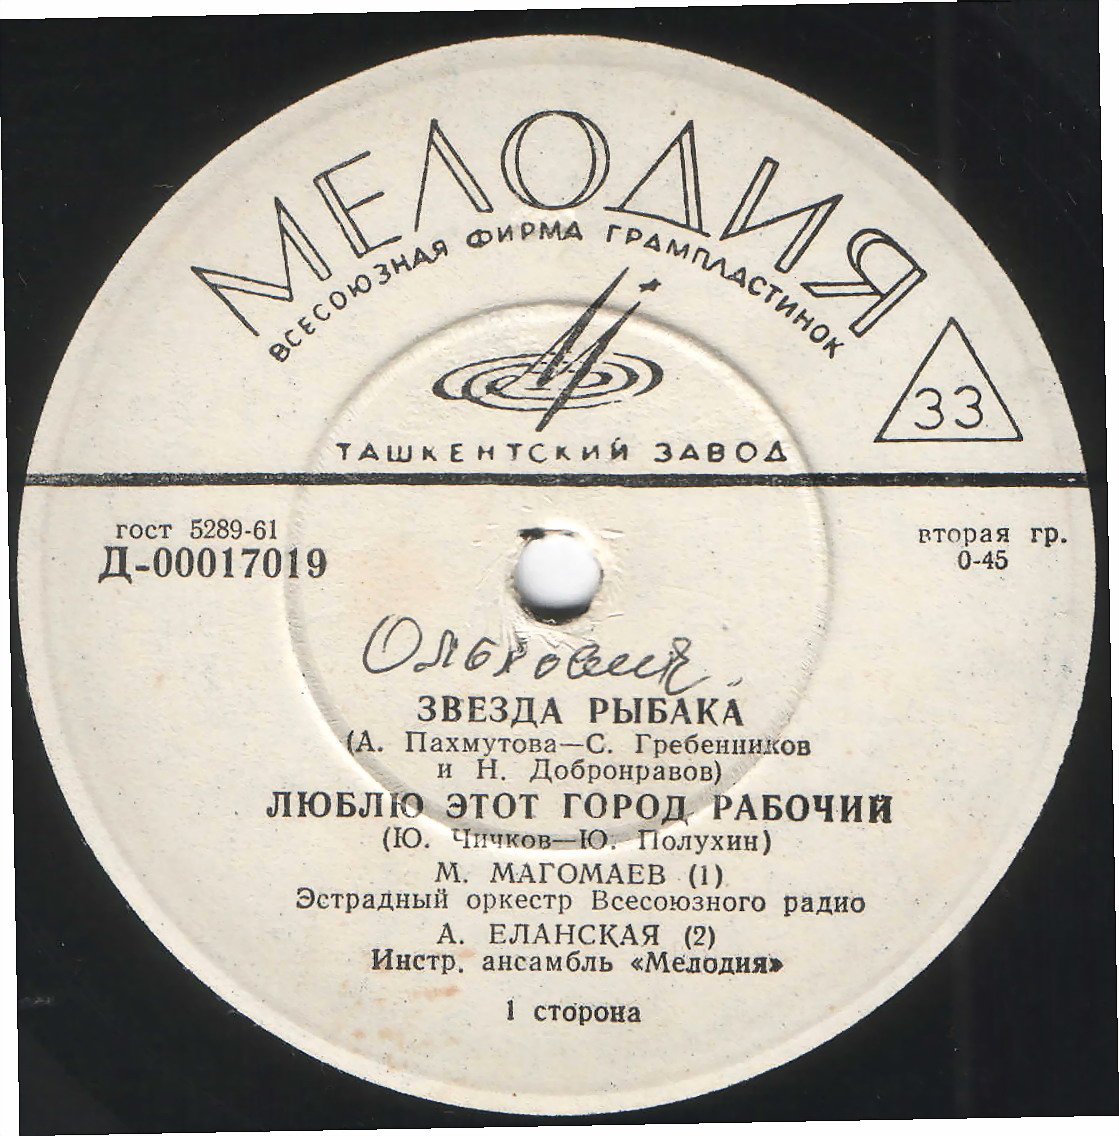 МЕЛОДИЯ
ВСЕСОЮЗНАЯ ФИРМА ГРАМПЛАСТИНОК
33
ТАШКЕНТСКИЙ ЗАВОД
гост 5289-61
Д-00017019
вторая гр.
0-45
ЗВЕЗДА РЫБАКА
(А. Пахмутова—С. Гребенников
и Н. Добронравов)
ЛЮБЛЮ ЭТОТ ГОРОД РАБОЧИЙ
(Ю. Чичков—Ю. Полухин)
М. МАГОМАЕВ (1)
Эстрадный оркестр Всесоюзного радио
А. ЕЛАНСКАЯ (2)
Инстр. ансамбль «Мелодия»
1 сторона